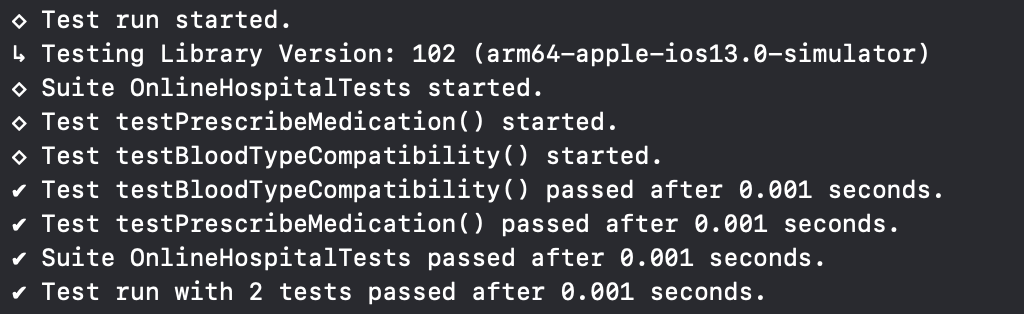 ◇ Test run started.
↳ Testing Library Version: 102 (arm64-apple-ios13.0-simulator)
◇ Suite OnlineHospitalTests started.
◇ Test testPrescribeMedication() started.
◇ Test testBloodTypeCompatibility() started.
✔ Test testBloodTypeCompatibility() passed after 0.001 seconds.
✔ Test testPrescribeMedication() passed after 0.001 seconds.
✔ Suite OnlineHospitalTests passed after 0.001 seconds.
✔ Test run with 2 tests passed after 0.001 seconds.